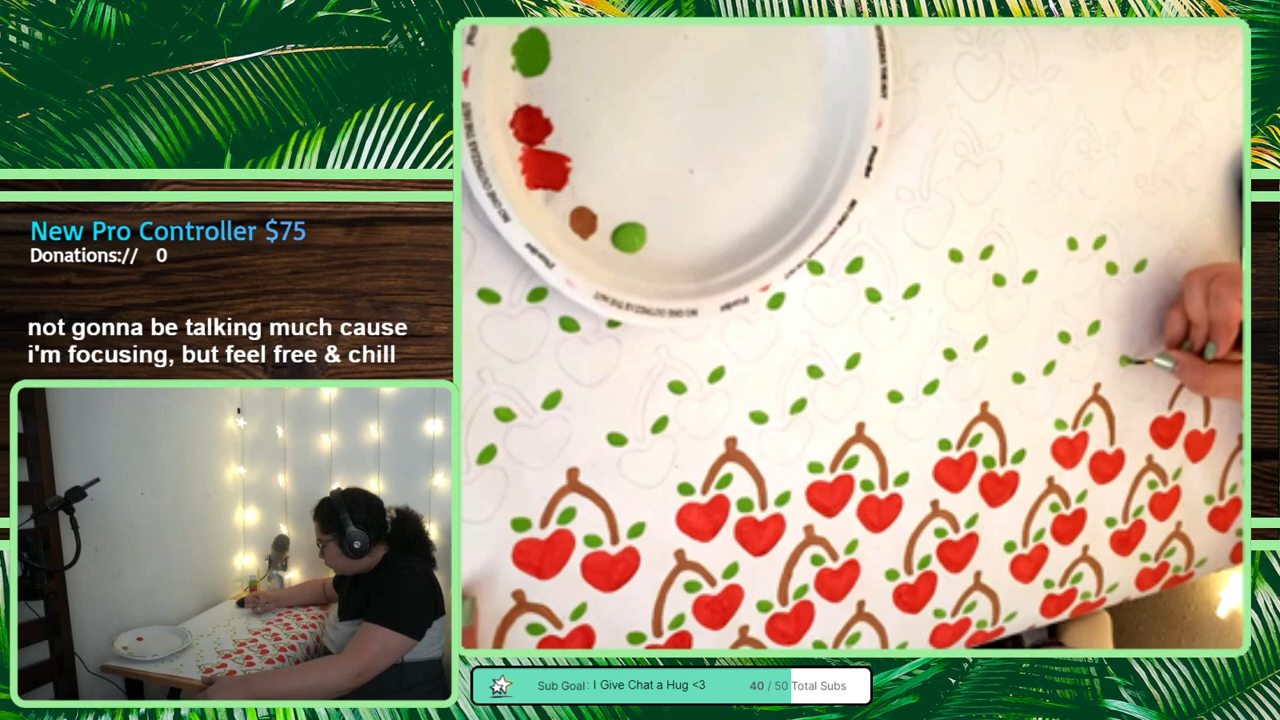 New Pro Controller $75
Donations:// 0
not gonna be talking much cause
i'm focusing, but feel free & chill
Sub Goal: I Give Chat a Hug <3 40 / 50 Total Subs